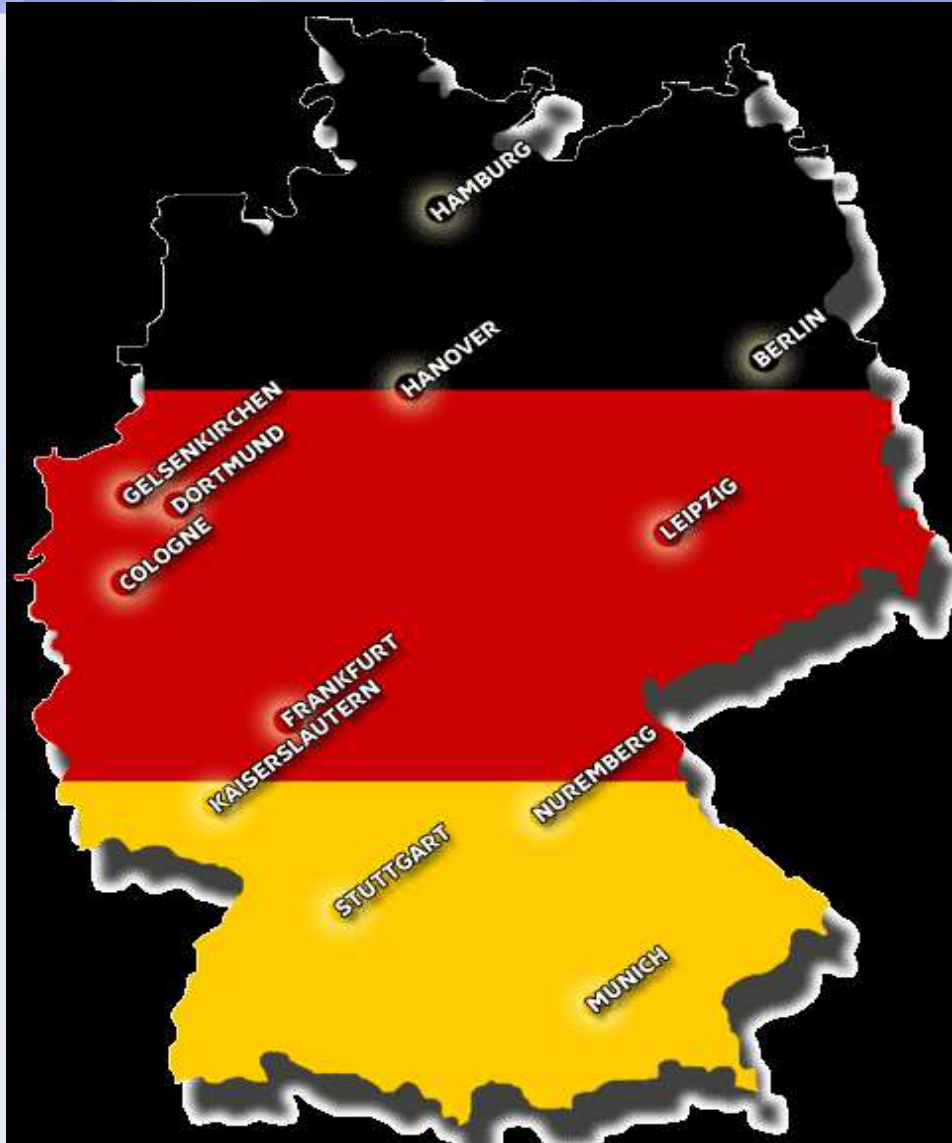 HAMBURG
BERLIN
HANOVER
GELSENKIRCHEN
DORTMUND
LEIPZIG
COLOGNE
FRANKFURT
KAISERSLAUTERN
NUREMBERG
STUTTGART
MUNICH